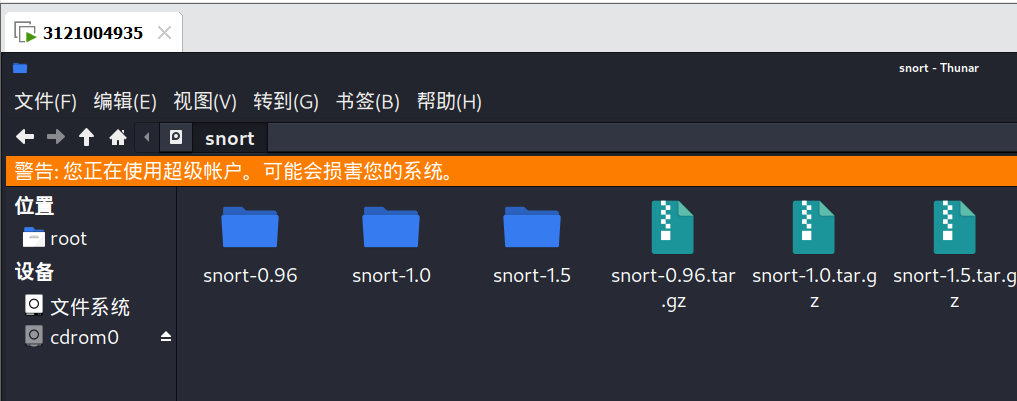 3121004935
snort - Thunar
文件(F) 编辑(E) 视图(V) 转到(G) 书签(B) 帮助(H)
snort
警告: 您正在使用超级帐户。可能会损害您的系统。
位置
root
设备
文件系统
cdrom0
snort-0.96
snort-1.0
snort-1.5
snort-0.96.tar
.gz
snort-1.0.tar.g
z
snort-1.5.tar.g
z